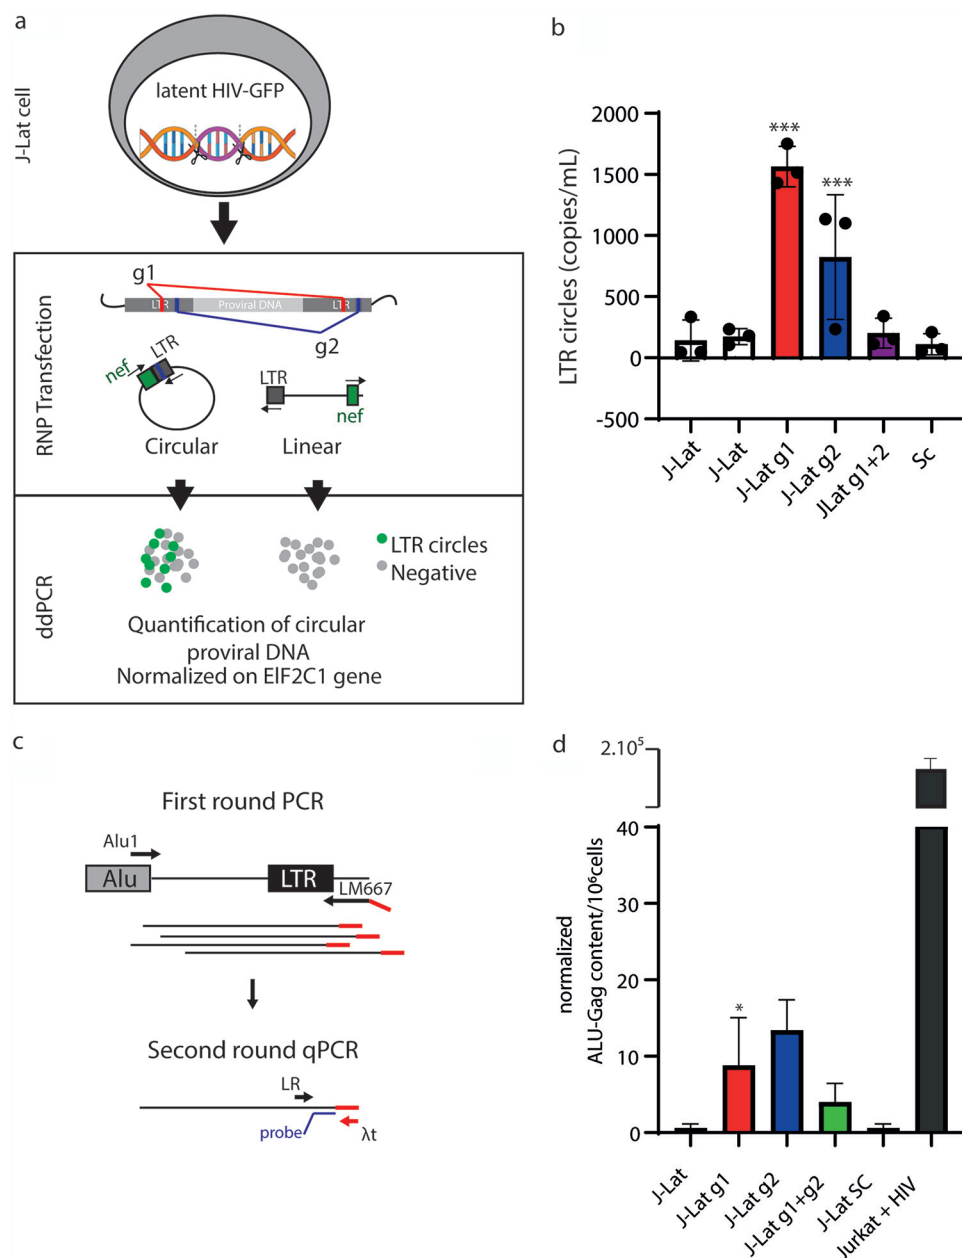 a
J-Lat cell
latent HIV-GFP
RNP Transfection
g1
LTR
Proviral DNA
LTR
g2
nef
LTR
Circular
LTR
nef
Linear
ddPCR
LTR circles
Negative
Quantification of circular
proviral DNA
Normalized on EIF2C1 gene
b
LTR circles (copies/mL)
2000
1500
1000
500
0
-500
***
***
J-Lat
J-Lat
J-Lat g1
J-Lat g2
JLat g1+2
Sc
c
First round PCR
Alu1
Alu
LTR
LM667
Second round qPCR
LR
probe
λt
d
normalized
ALU-Gag content/10⁶cells
2.10⁵
40
30
20
10
0
*
J-Lat
J-Lat g1
J-Lat g2
J-Lat g1+g2
J-Lat SC
Jurkat + HIV